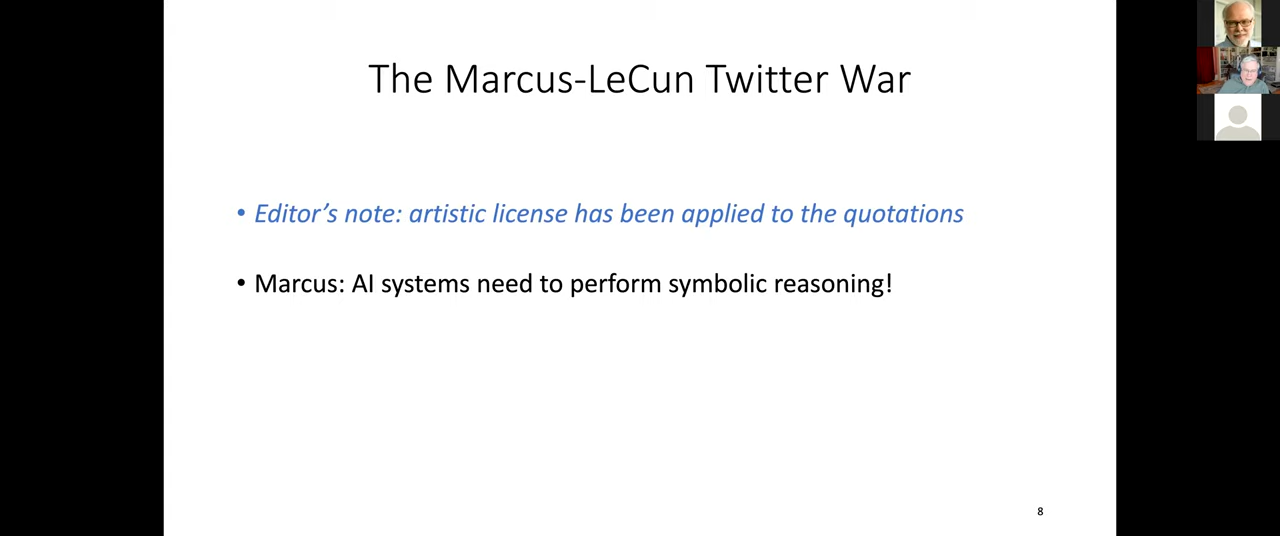 The Marcus-LeCun Twitter War
• Editor’s note: artistic license has been applied to the quotations
• Marcus: AI systems need to perform symbolic reasoning!
8